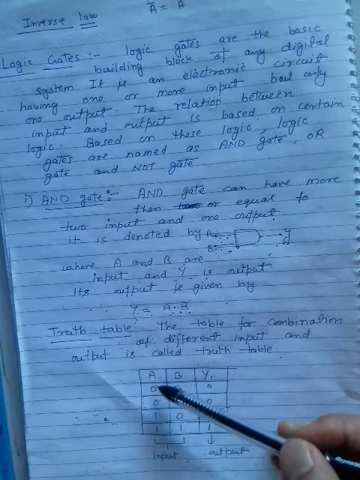 Inverse law A̿ = A
Logic Gates :- Logic gates are the basic
building block of any digital
system It is an electronic circuit
having one or more input but only
one output The relation between
input and output is based on certain
logic. Based on these logic, logic
gates are named as AND gate, OR
gate and NOT gate
i) AND gate :- AND gate can have more
then or equal to
two input and one output
it is denoted by A B Y
where A and B are
input and Y is output
its output is given by
Y = A.B
Truth table The table for combination
of different input and
output is called truth table
A B Y
0 0
0 0
1 0
1 1 1
input output